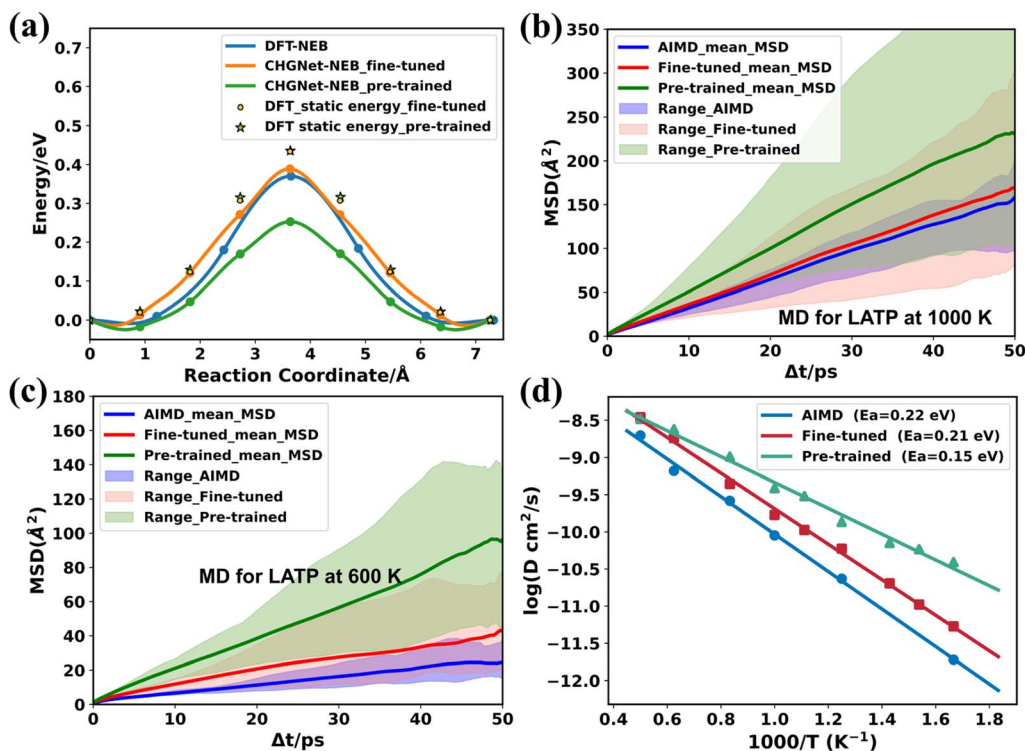 (a)
DFT-NEB
CHGNet-NEB_fine-tuned
CHGNet-NEB_pre-trained
DFT_static energy_fine-tuned
DFT static energy_pre-trained
Energy/eV
0.7
0.6
0.5
0.4
0.3
0.2
0.1
0.0
0 1 2 3 4 5 6 7
Reaction Coordinate/Å
(b)
AIMD_mean_MSD
Fine-tuned_mean_MSD
Pre-trained_mean_MSD
Range_AIMD
Range_Fine-tuned
Range_Pre-trained
MSD(Å²)
350
300
250
200
150
100
50
0
MD for LATP at 1000 K
0 10 20 30 40 50
Δt/ps
(c)
AIMD_mean_MSD
Fine-tuned_mean_MSD
Pre-trained_mean_MSD
Range_AIMD
Range_Fine-tuned
Range_Pre-trained
MSD(Å²)
180
160
140
120
100
80
60
40
20
0
MD for LATP at 600 K
0 10 20 30 40 50
Δt/ps
(d)
AIMD (Ea=0.22 eV)
Fine-tuned (Ea=0.21 eV)
Pre-trained (Ea=0.15 eV)
log(D cm²/s)
−8.5
−9.0
−9.5
−10.0
−10.5
−11.0
−11.5
−12.0
0.4 0.6 0.8 1.0 1.2 1.4 1.6 1.8
1000/T (K⁻¹)